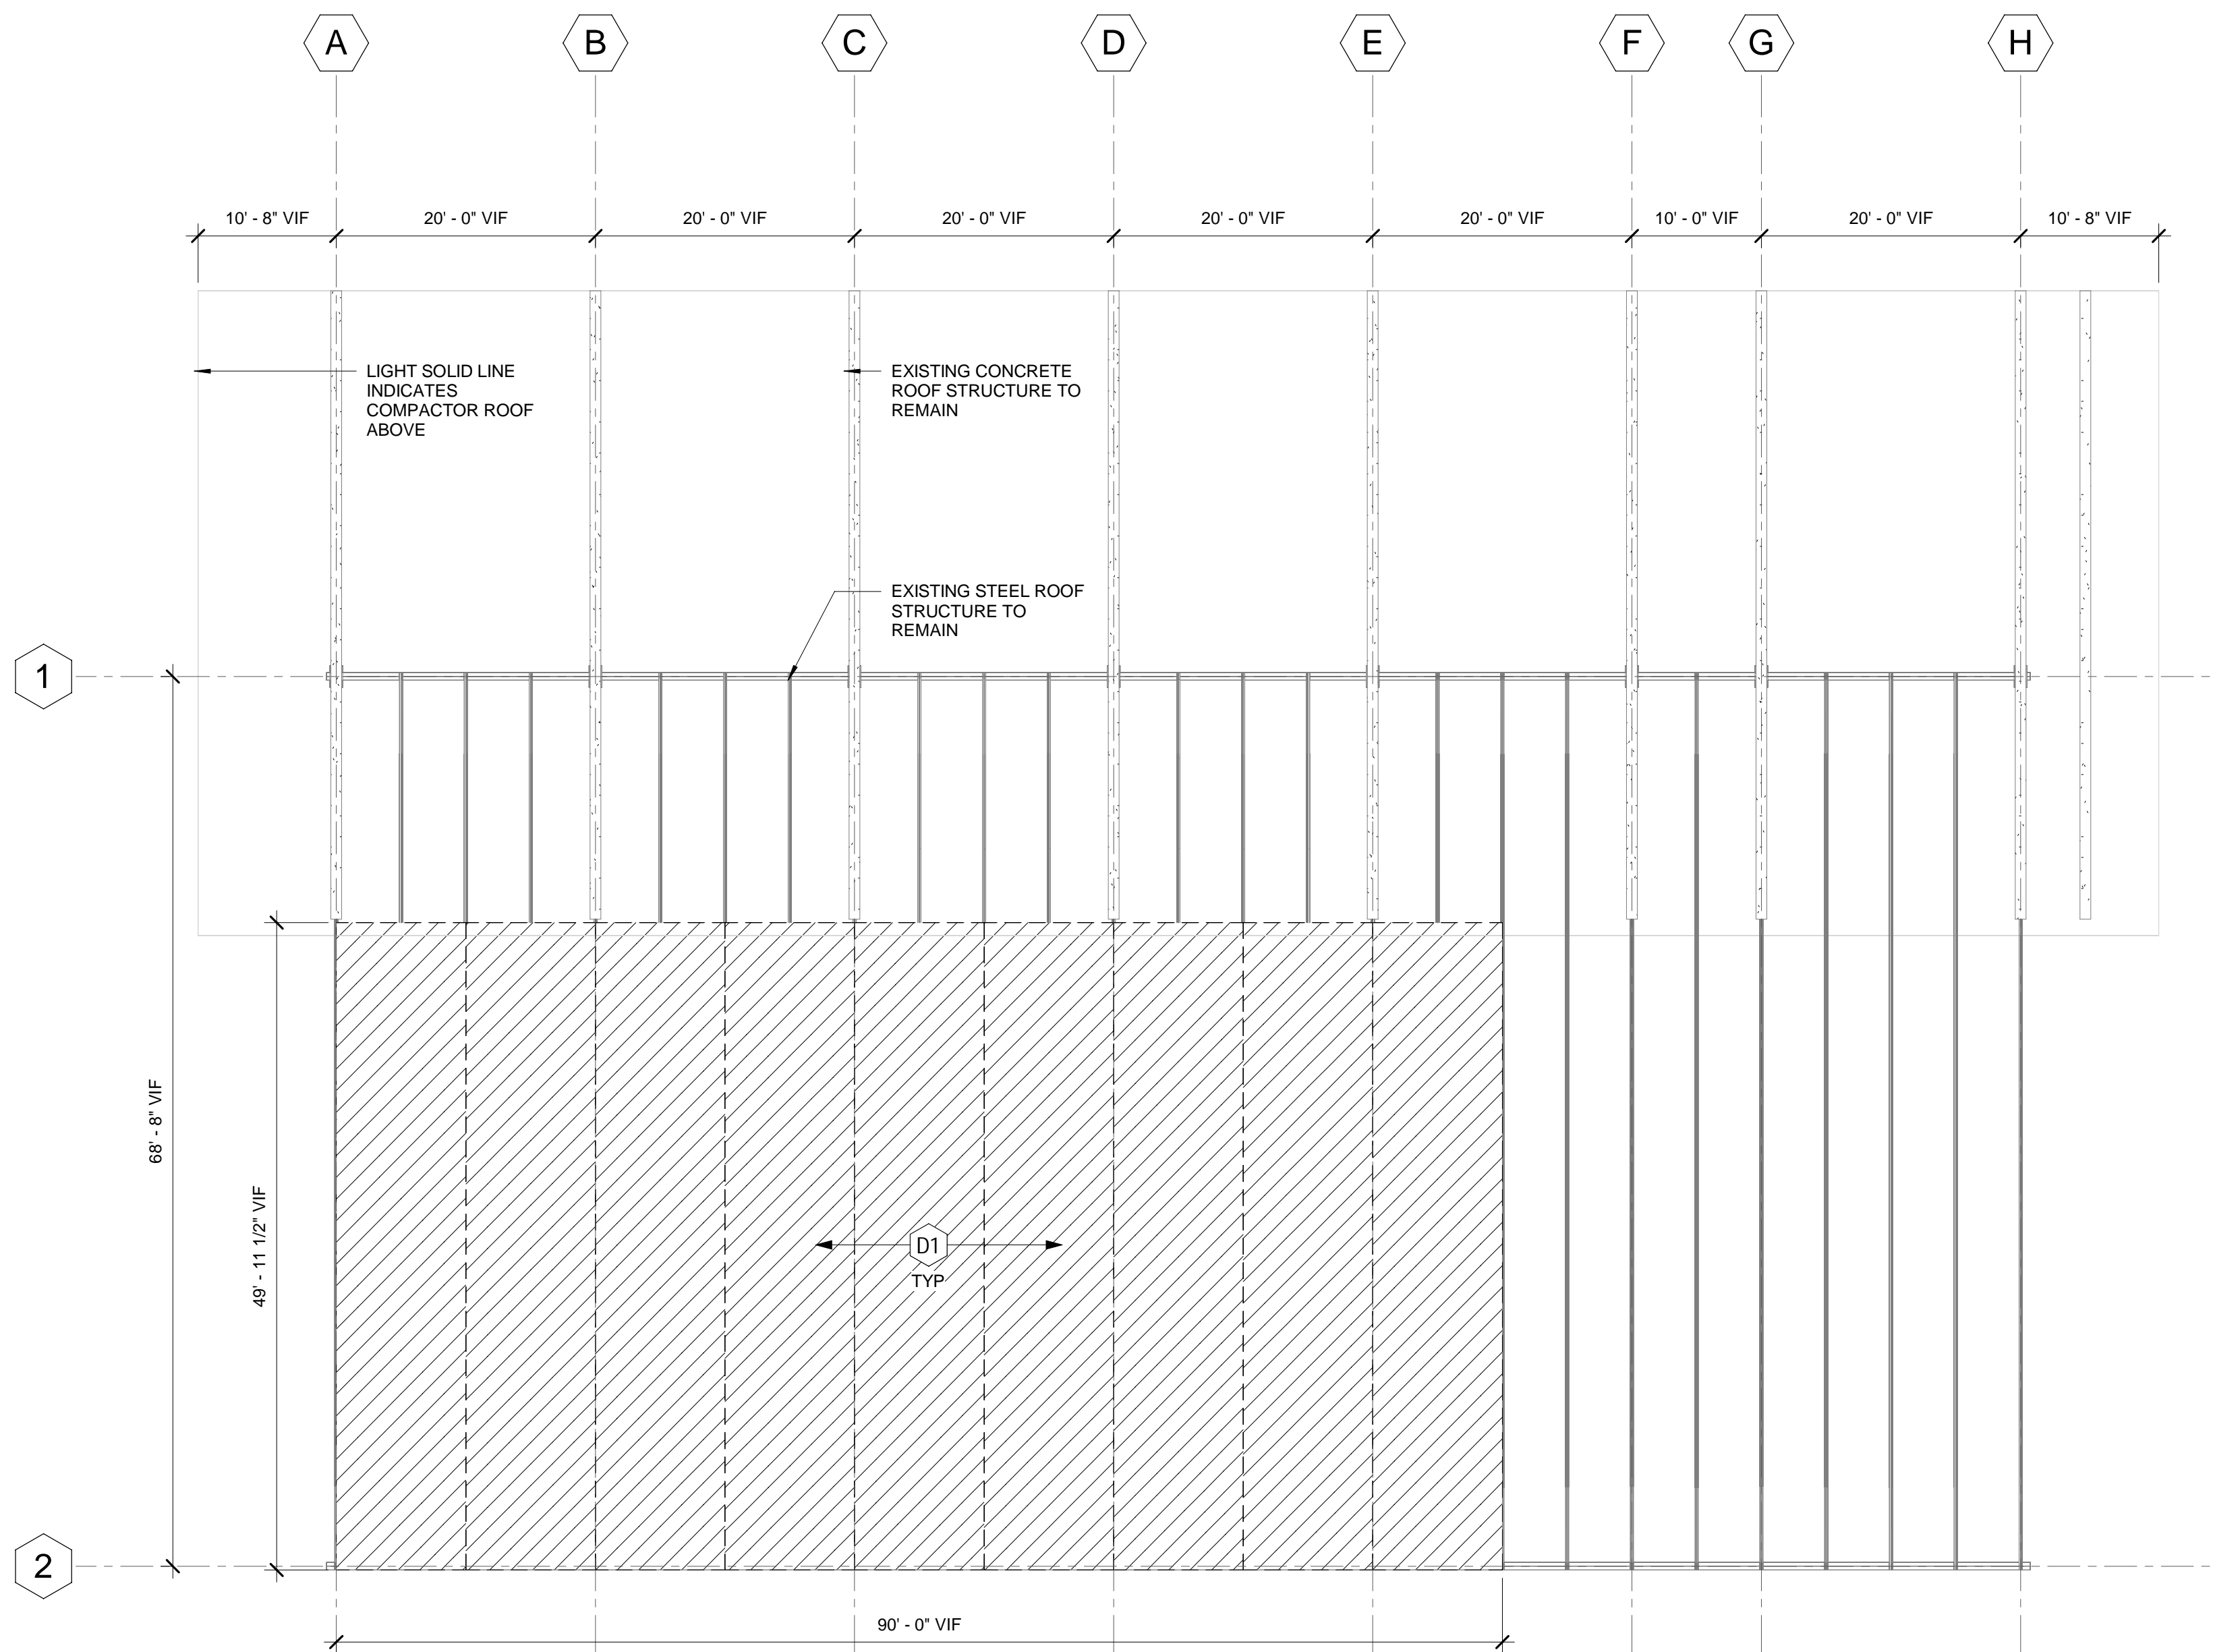 A
B
C
D
E
F
G
H
10' - 8" VIF
20' - 0" VIF
20' - 0" VIF
20' - 0" VIF
20' - 0" VIF
20' - 0" VIF
10' - 0" VIF
20' - 0" VIF
10' - 8" VIF
LIGHT SOLID LINE
INDICATES
COMPACTOR ROOF
ABOVE
EXISTING CONCRETE
ROOF STRUCTURE TO
REMAIN
EXISTING STEEL ROOF
STRUCTURE TO
REMAIN
1
68' - 8" VIF
49' - 11 1/2" VIF
D1
TYP
2
90' - 0" VIF